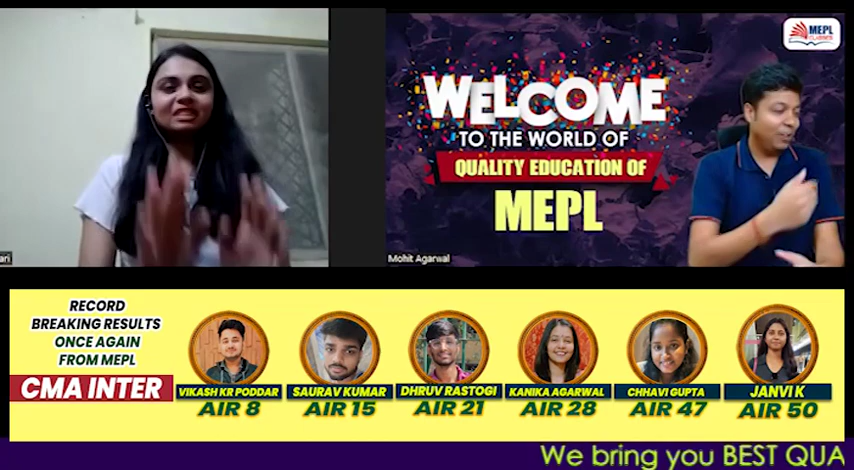 MEPL
CLASSES
WELCOME
TO THE WORLD OF
QUALITY EDUCATION OF
MEPL
ari
Mohit Agarwal
RECORD
BREAKING RESULTS
ONCE AGAIN
FROM MEPL
CMA INTER
VIKASH KR PODDAR
AIR 8
SAURAV KUMAR
AIR 15
DHRUV RASTOGI
AIR 21
KANIKA AGARWAL
AIR 28
CHHAVI GUPTA
AIR 47
JANVI K
AIR 50
We bring you BEST QUA